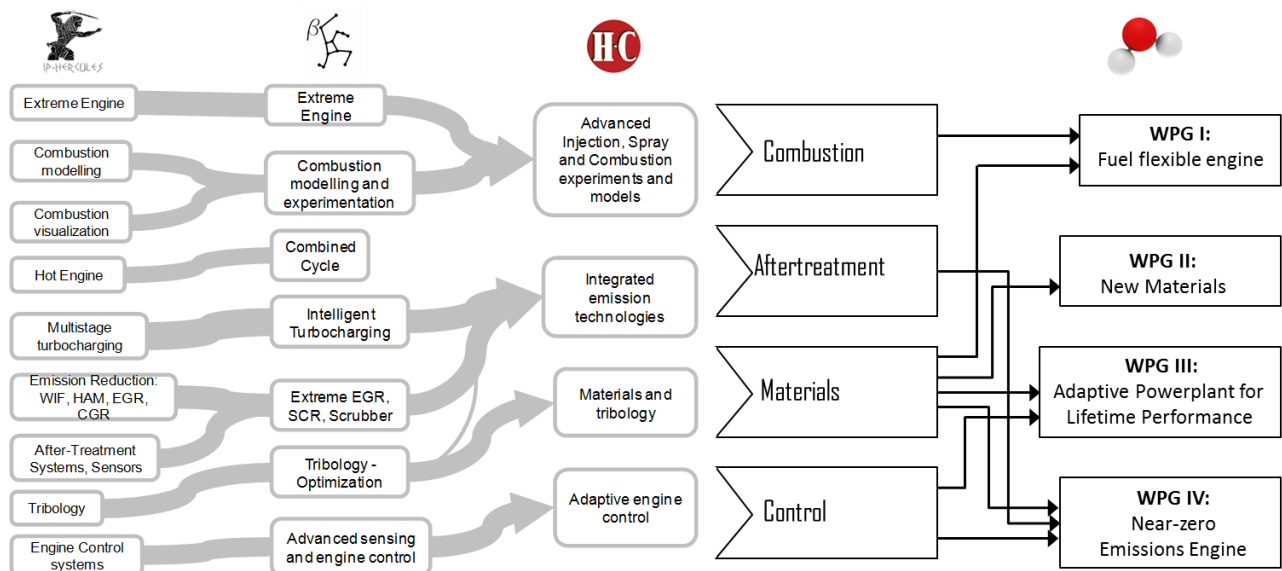 IP-HERCULES
β
H·C
Extreme Engine
Combustion
modelling
Combustion
visualization
Hot Engine
Multistage
turbocharging
Emission Reduction:
WIF, HAM, EGR,
CGR
After-Treatment
Systems, Sensors
Tribology
Engine Control
systems
Extreme
Engine
Combustion
modelling and
experimentation
Combined
Cycle
Intelligent
Turbocharging
Extreme EGR,
SCR, Scrubber
Tribology -
Optimization
Advanced sensing
and engine control
Advanced
Injection, Spray
and Combustion
experiments and
models
Integrated
emission
technologies
Materials and
tribology
Adaptive engine
control
Combustion
Aftertreatment
Materials
Control
WPG I:
Fuel flexible engine
WPG II:
New Materials
WPG III:
Adaptive Powerplant for
Lifetime Performance
WPG IV:
Near-zero
Emissions Engine